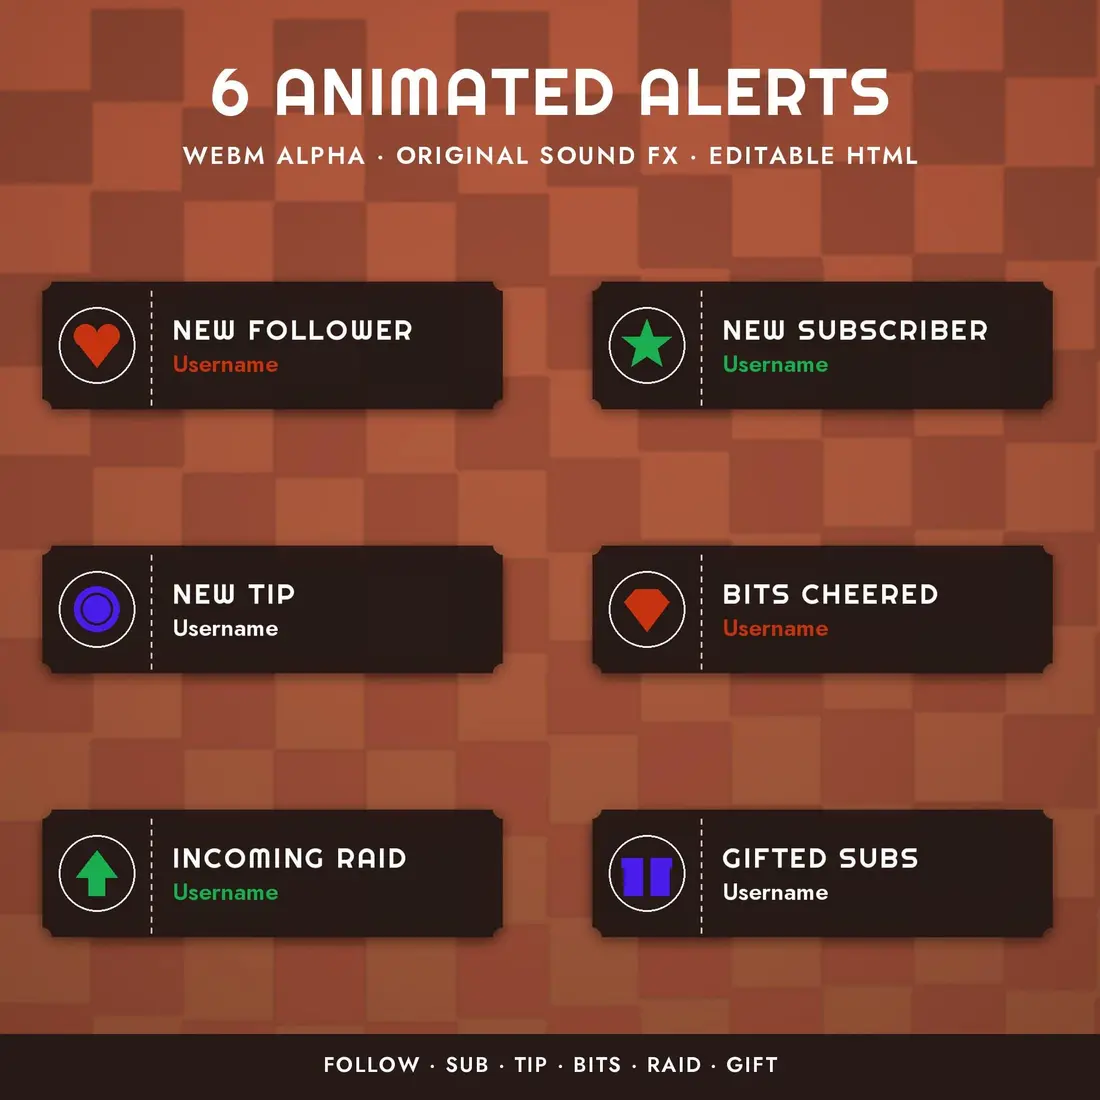 6 ANIMATED ALERTS
WEBM ALPHA · ORIGINAL SOUND FX · EDITABLE HTML
NEW FOLLOWER
Username
NEW SUBSCRIBER
Username
NEW TIP
Username
BITS CHEERED
Username
INCOMING RAID
Username
GIFTED SUBS
Username
FOLLOW · SUB · TIP · BITS · RAID · GIFT